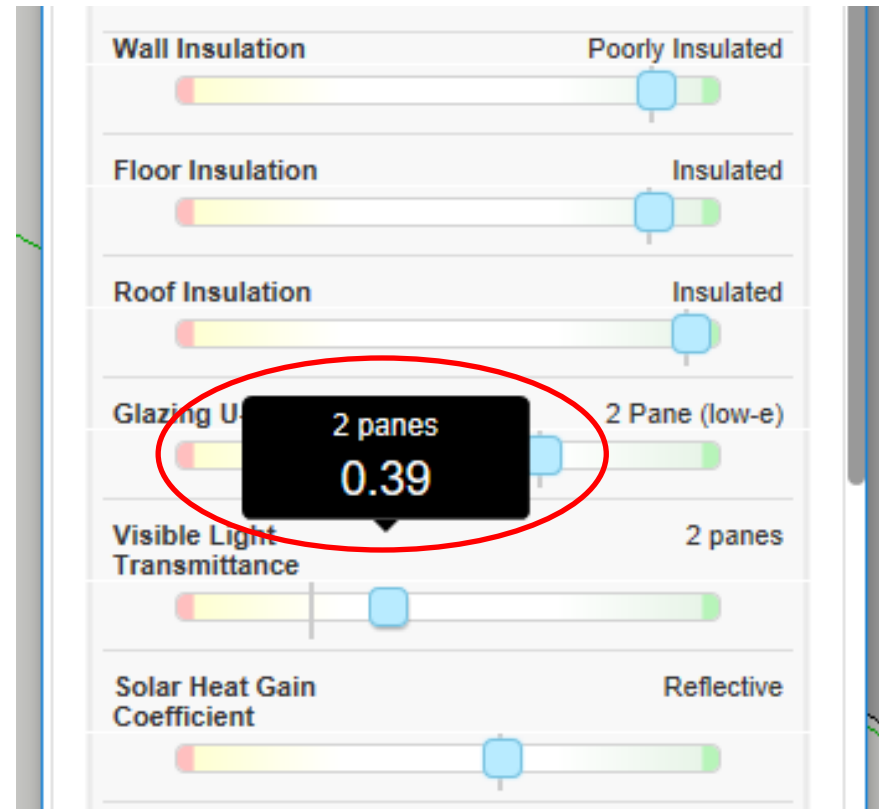 Wall Insulation Poorly Insulated
Floor Insulation Insulated
Roof Insulation Insulated
Glazing U- 2 Pane (low-e)
2 panes
0.39
Visible Light 2 panes
Transmittance
Solar Heat Gain Reflective
Coefficient